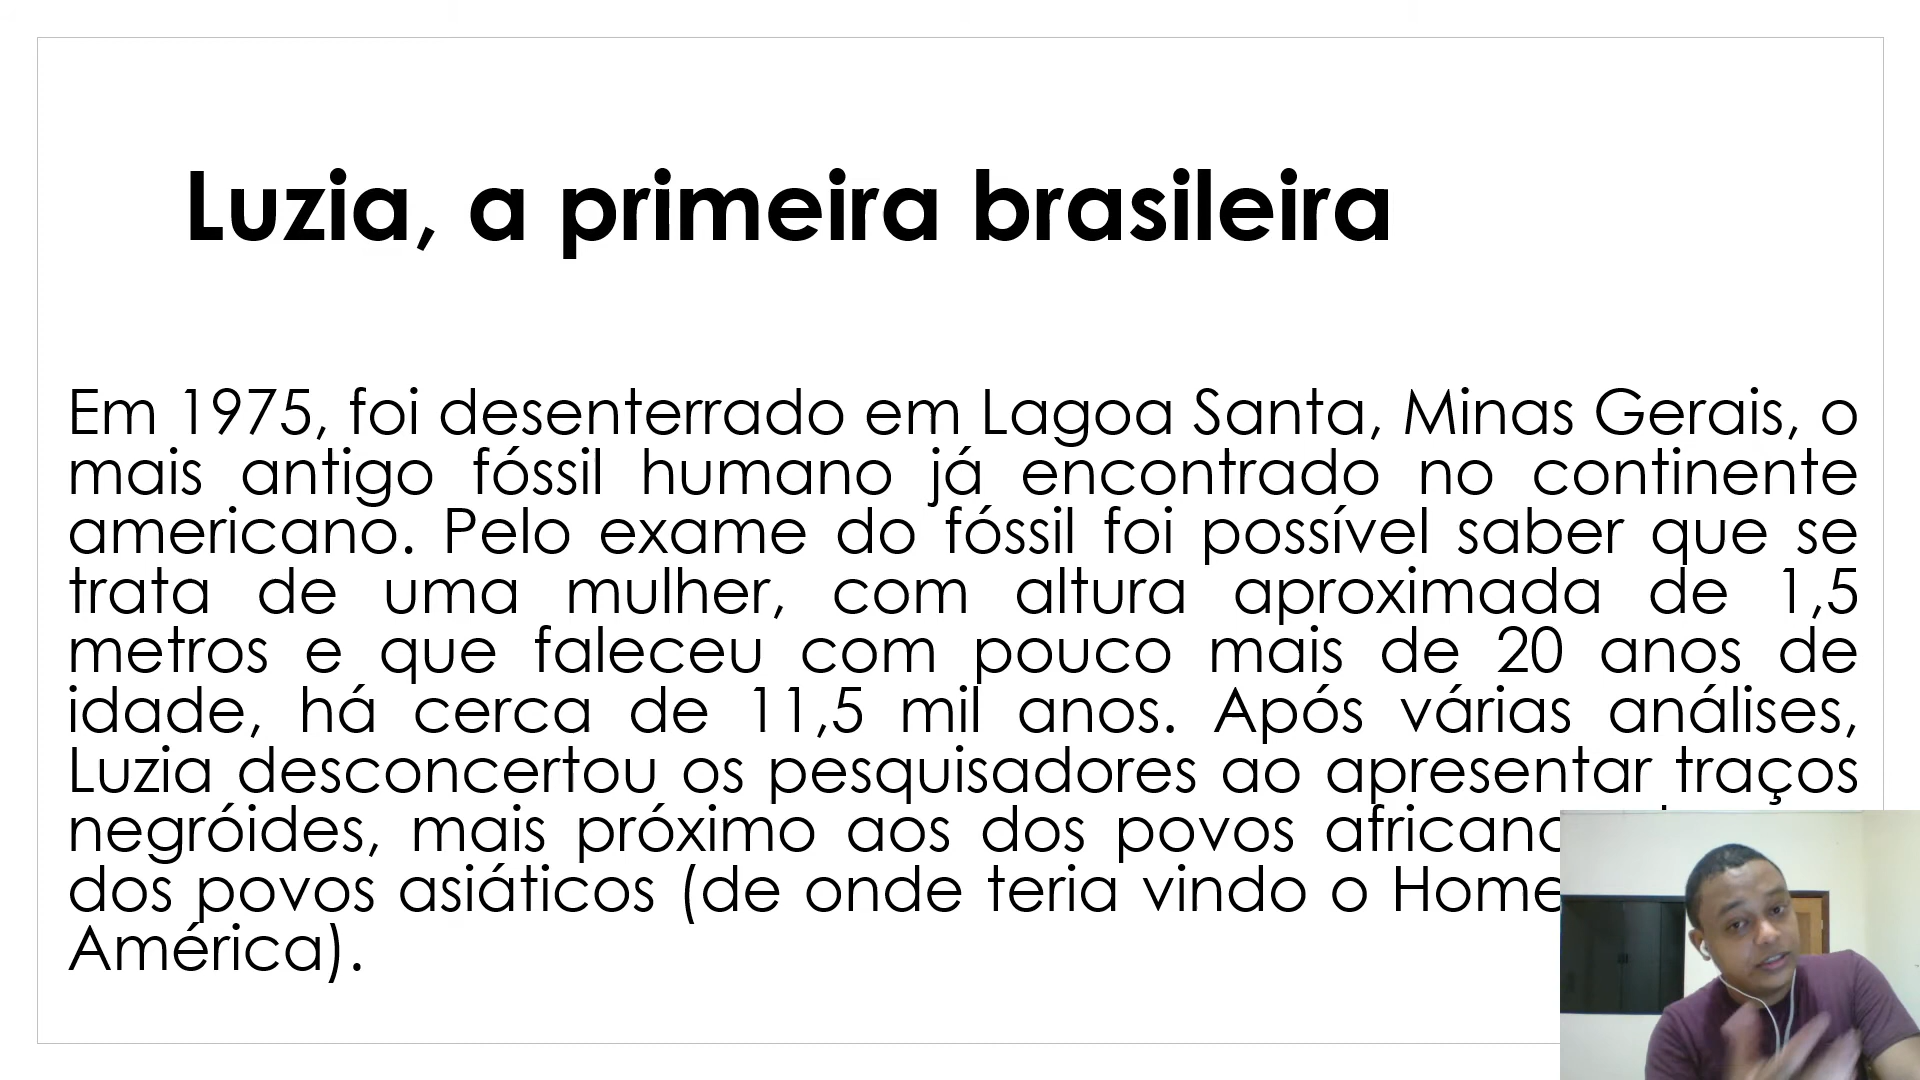 Luzia, a primeira brasileira
Em 1975, foi desenterrado em Lagoa Santa, Minas Gerais, o
mais antigo fóssil humano já encontrado no continente
americano. Pelo exame do fóssil foi possível saber que se
trata de uma mulher, com altura aproximada de 1,5
metros e que faleceu com pouco mais de 20 anos de
idade, há cerca de 11,5 mil anos. Após várias análises,
Luzia desconcertou os pesquisadores ao apresentar traços
negróides, mais próximo aos dos povos
dos povos asiáticos (de onde teria vindo o
América).